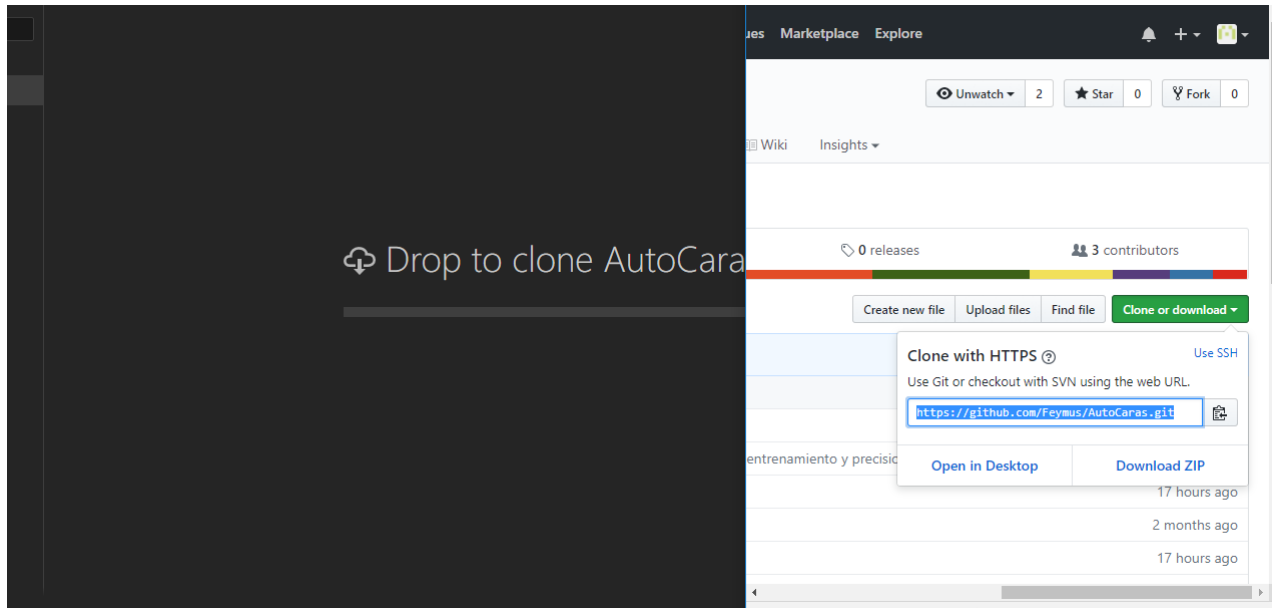 ues Marketplace Explore
Unwatch 2 Star 0 Fork 0
Wiki Insights
Drop to clone AutoCara
0 releases 3 contributors
Create new file Upload files Find file Clone or download
Clone with HTTPS Use SSH
Use Git or checkout with SVN using the web URL.
https://github.com/Feymus/AutoCaras.git
entrenamiento y precisio
Open in Desktop Download ZIP
17 hours ago
2 months ago
17 hours ago